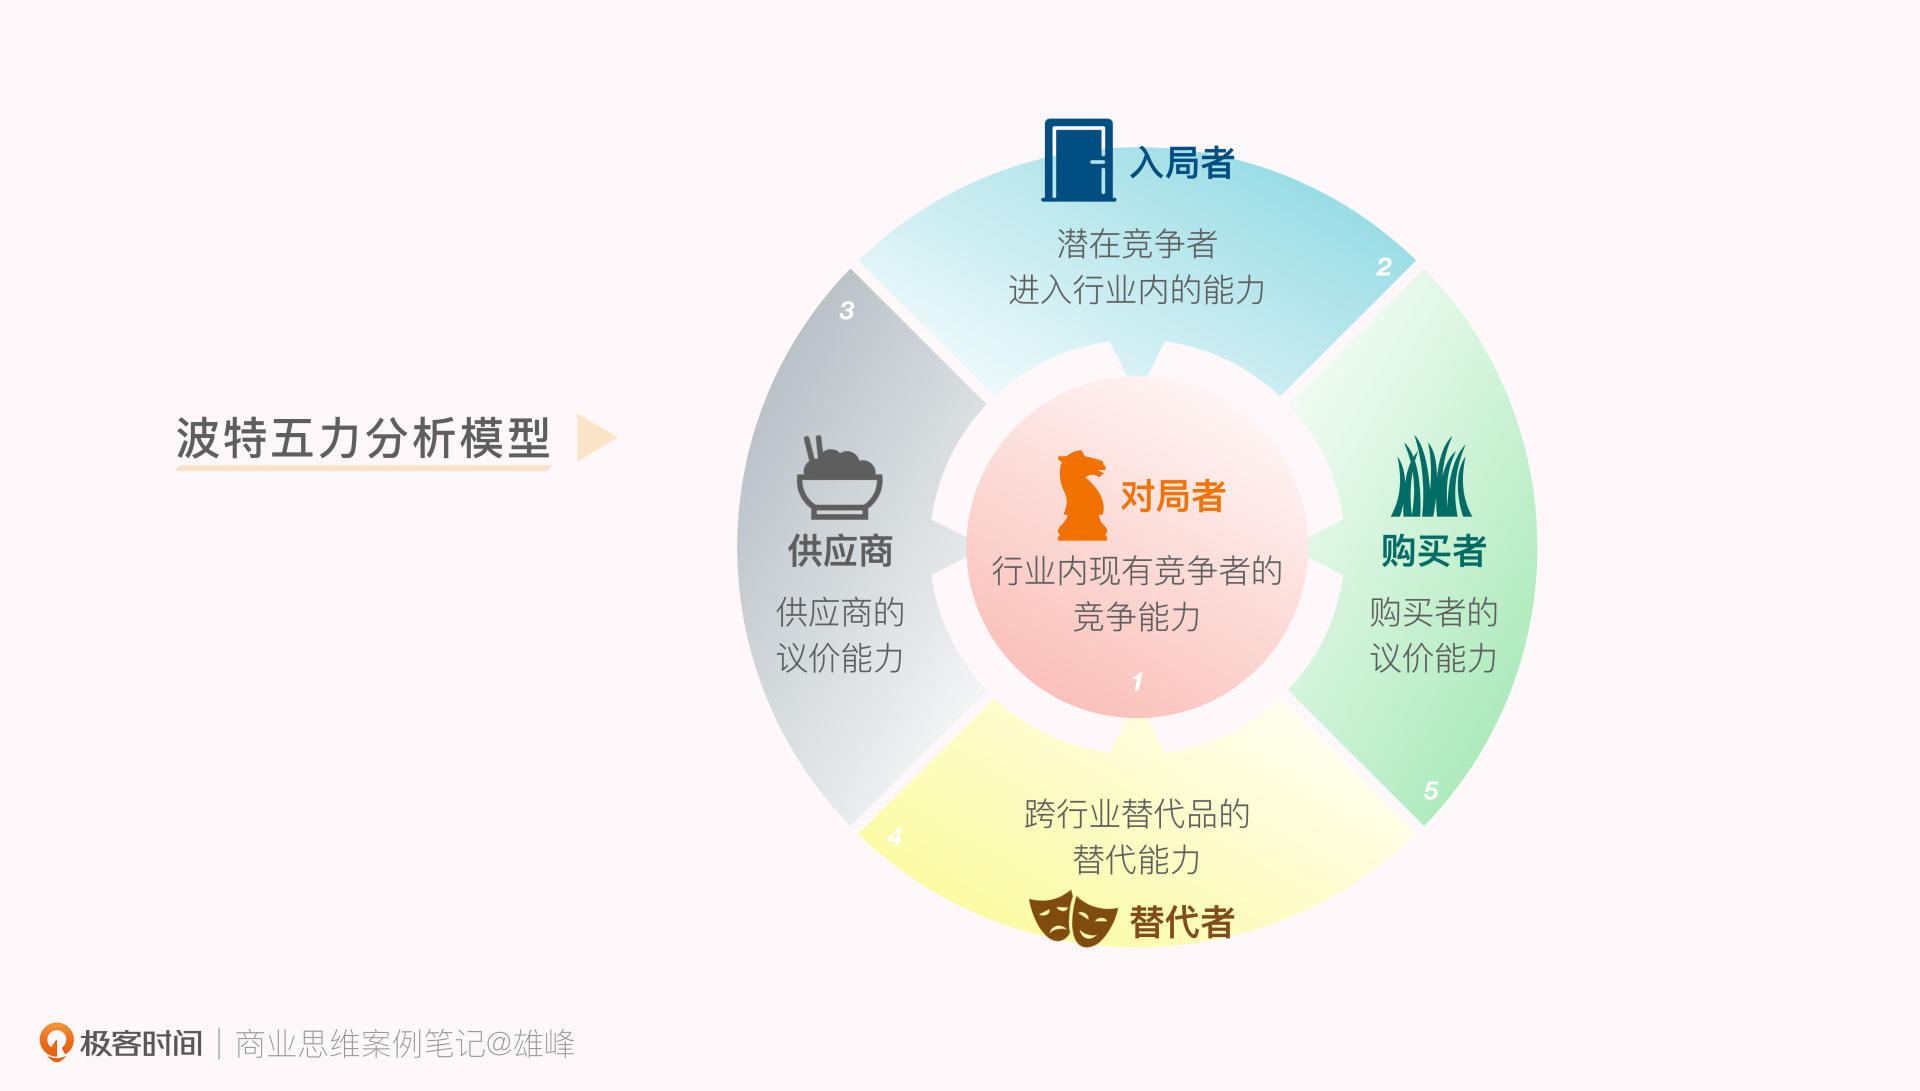 波特五力分析模型
入局者
潜在竞争者
进入行业内的能力
2
3
供应商
供应商的
议价能力
对局者
行业内现有竞争者的
竞争能力
1
购买者
购买者的
议价能力
5
4
跨行业替代品的
替代能力
替代者
极客时间 | 商业思维案例笔记@雄峰